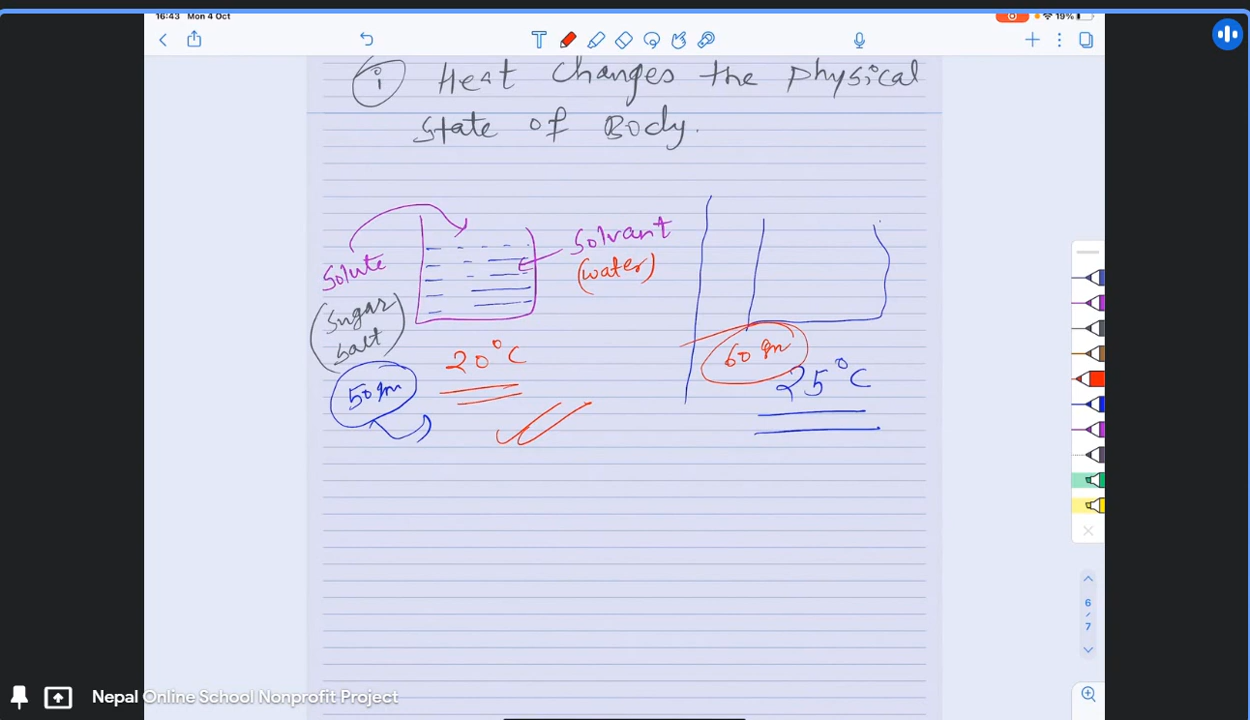 16:43 Mon 4 Oct
19%
i Heat Changes the Physical
State of Body.
Solute
(Sugar
Salt)
50 gm
Solvant
(water)
20°C
60 gm
25°C
6
/
7
Nepal Online School Nonprofit Project